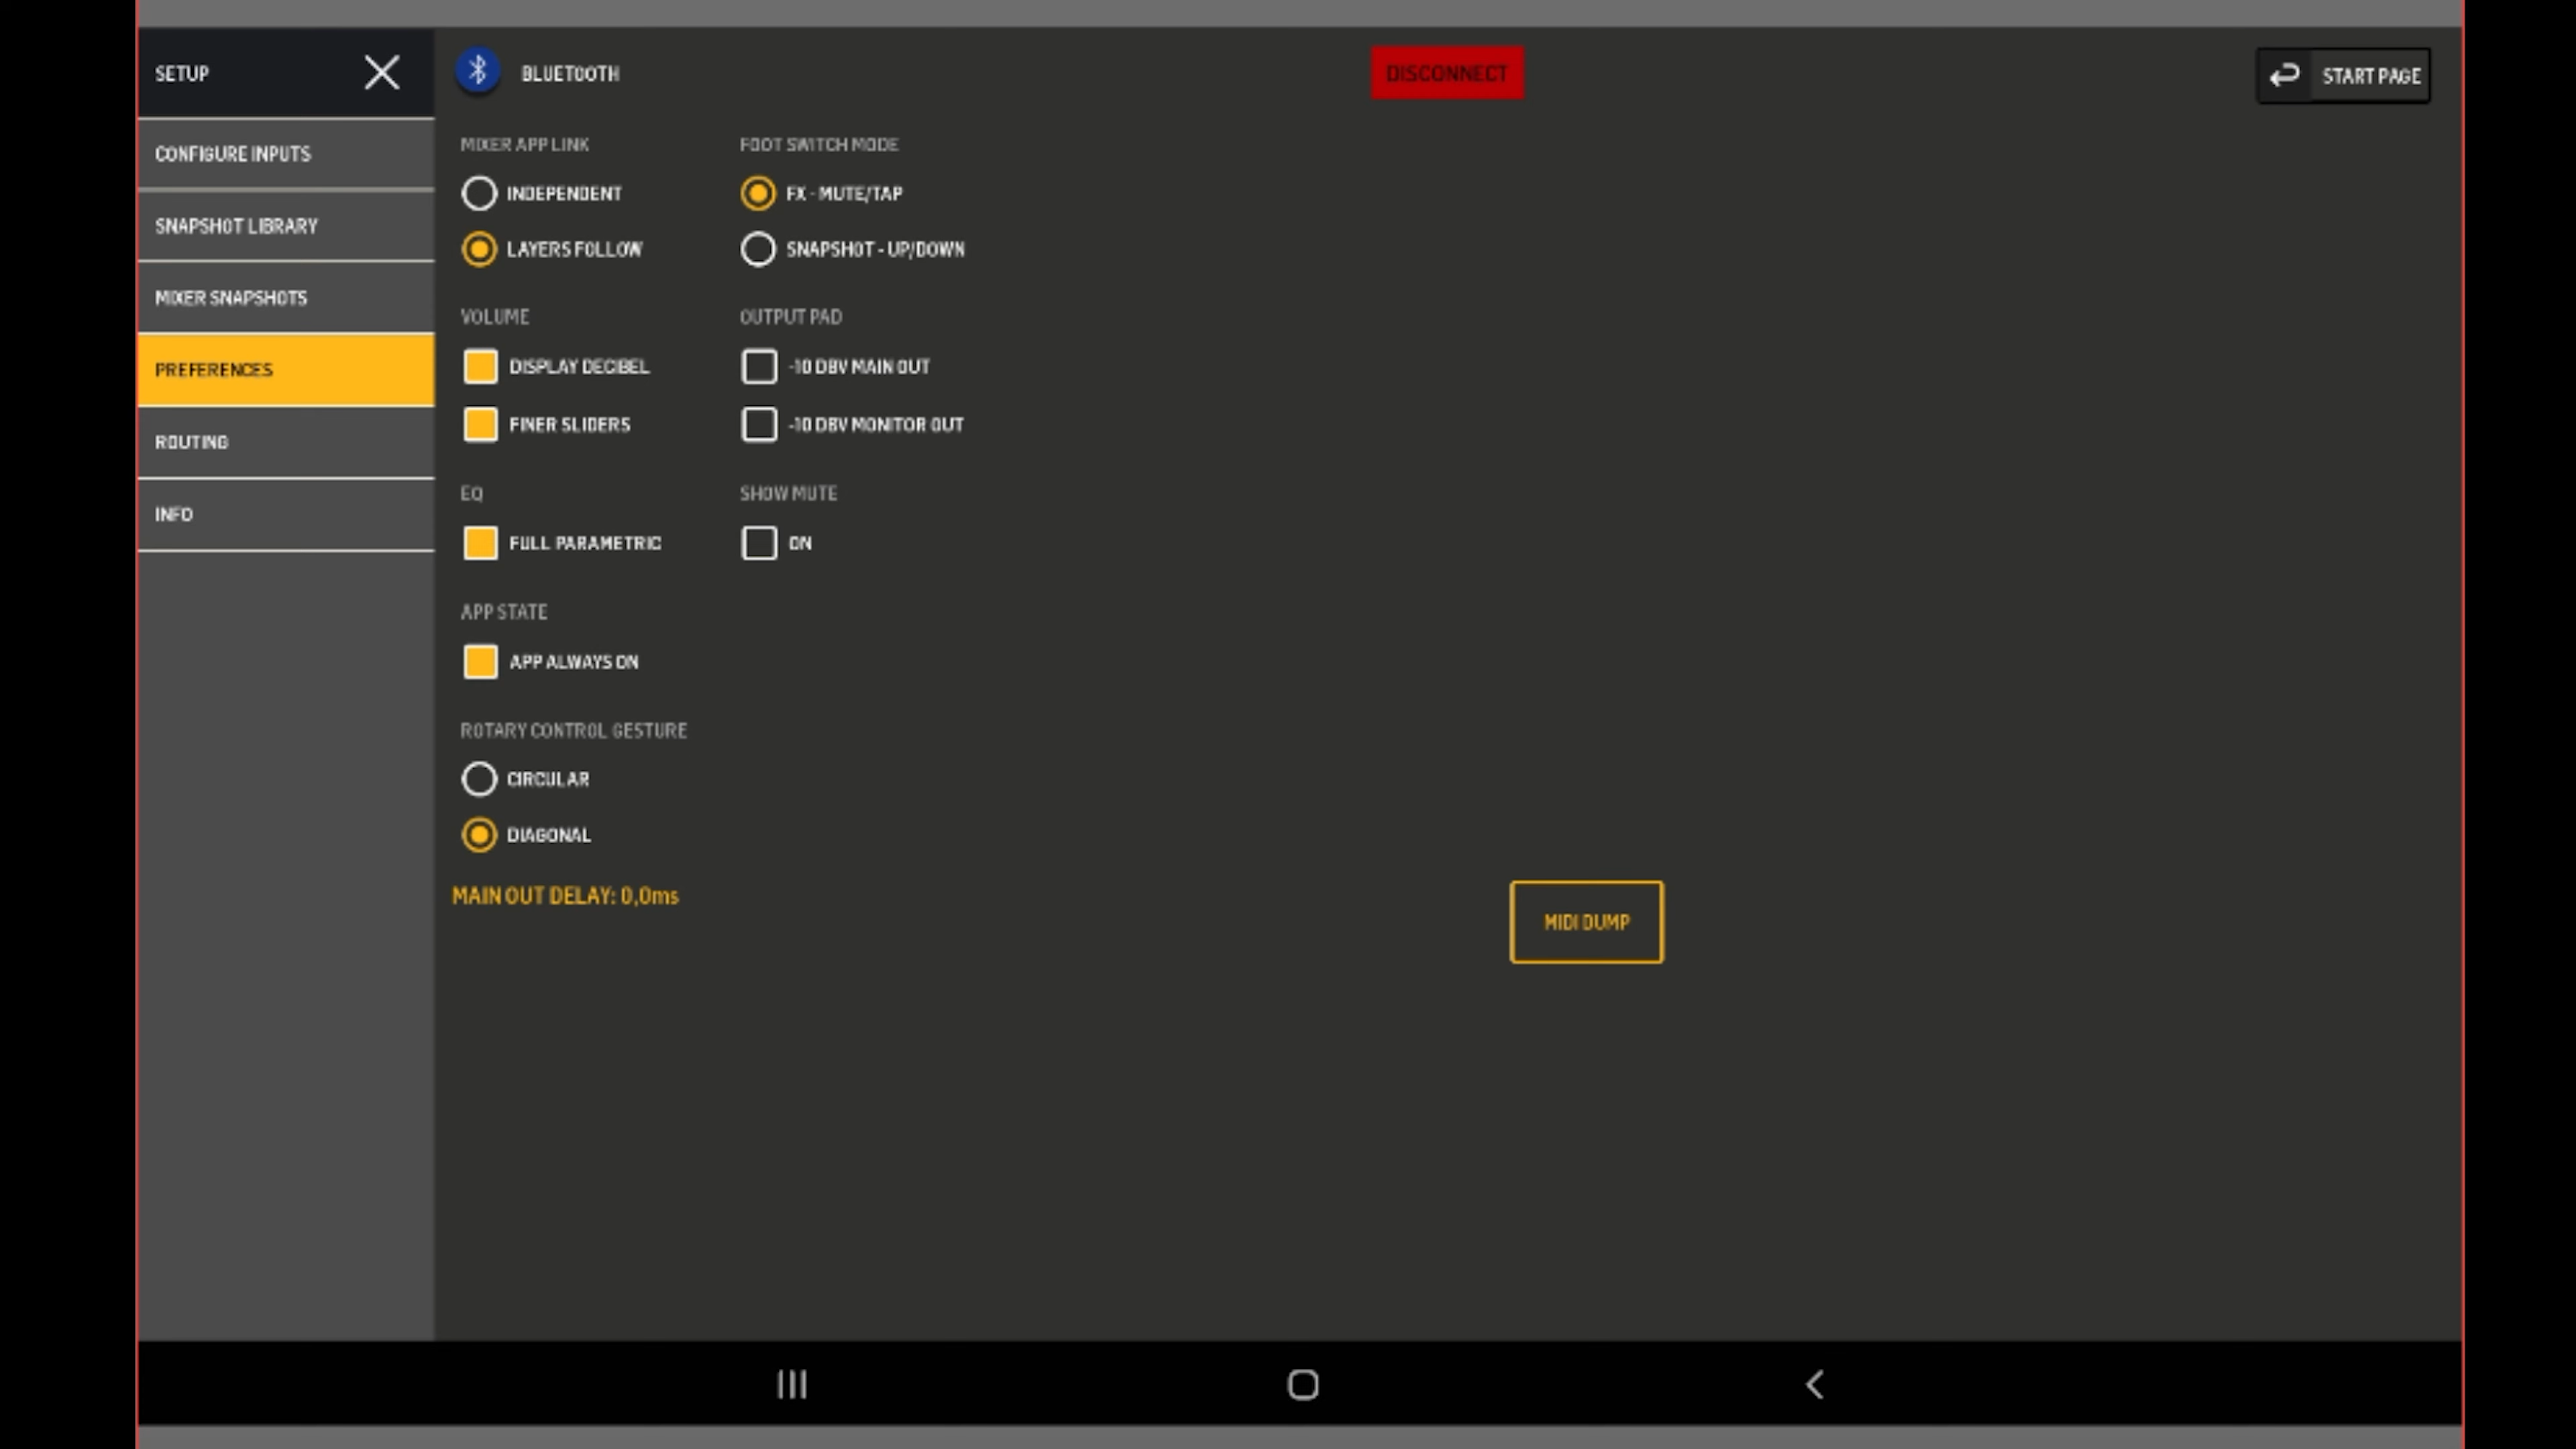 SETUP
BLUETOOTH
DISCONNECT
START PAGE
CONFIGURE INPUTS
SNAPSHOT LIBRARY
MIXER SNAPSHOTS
PREFERENCES
ROUTING
INFO
MIXER APP LINK
INDEPENDENT
LAYERS FOLLOW
FOOT SWITCH MODE
FX - MUTE/TAP
SNAPSHOT - UP/DOWN
VOLUME
DISPLAY DECIBEL
FINER SLIDERS
OUTPUT PAD
-10 DBV MAIN OUT
-10 DBV MONITOR OUT
EQ
FULL PARAMETRIC
SHOW MUTE
ON
APP STATE
APP ALWAYS ON
ROTARY CONTROL GESTURE
CIRCULAR
DIAGONAL
MAIN OUT DELAY: 0,0ms
MIDI DUMP